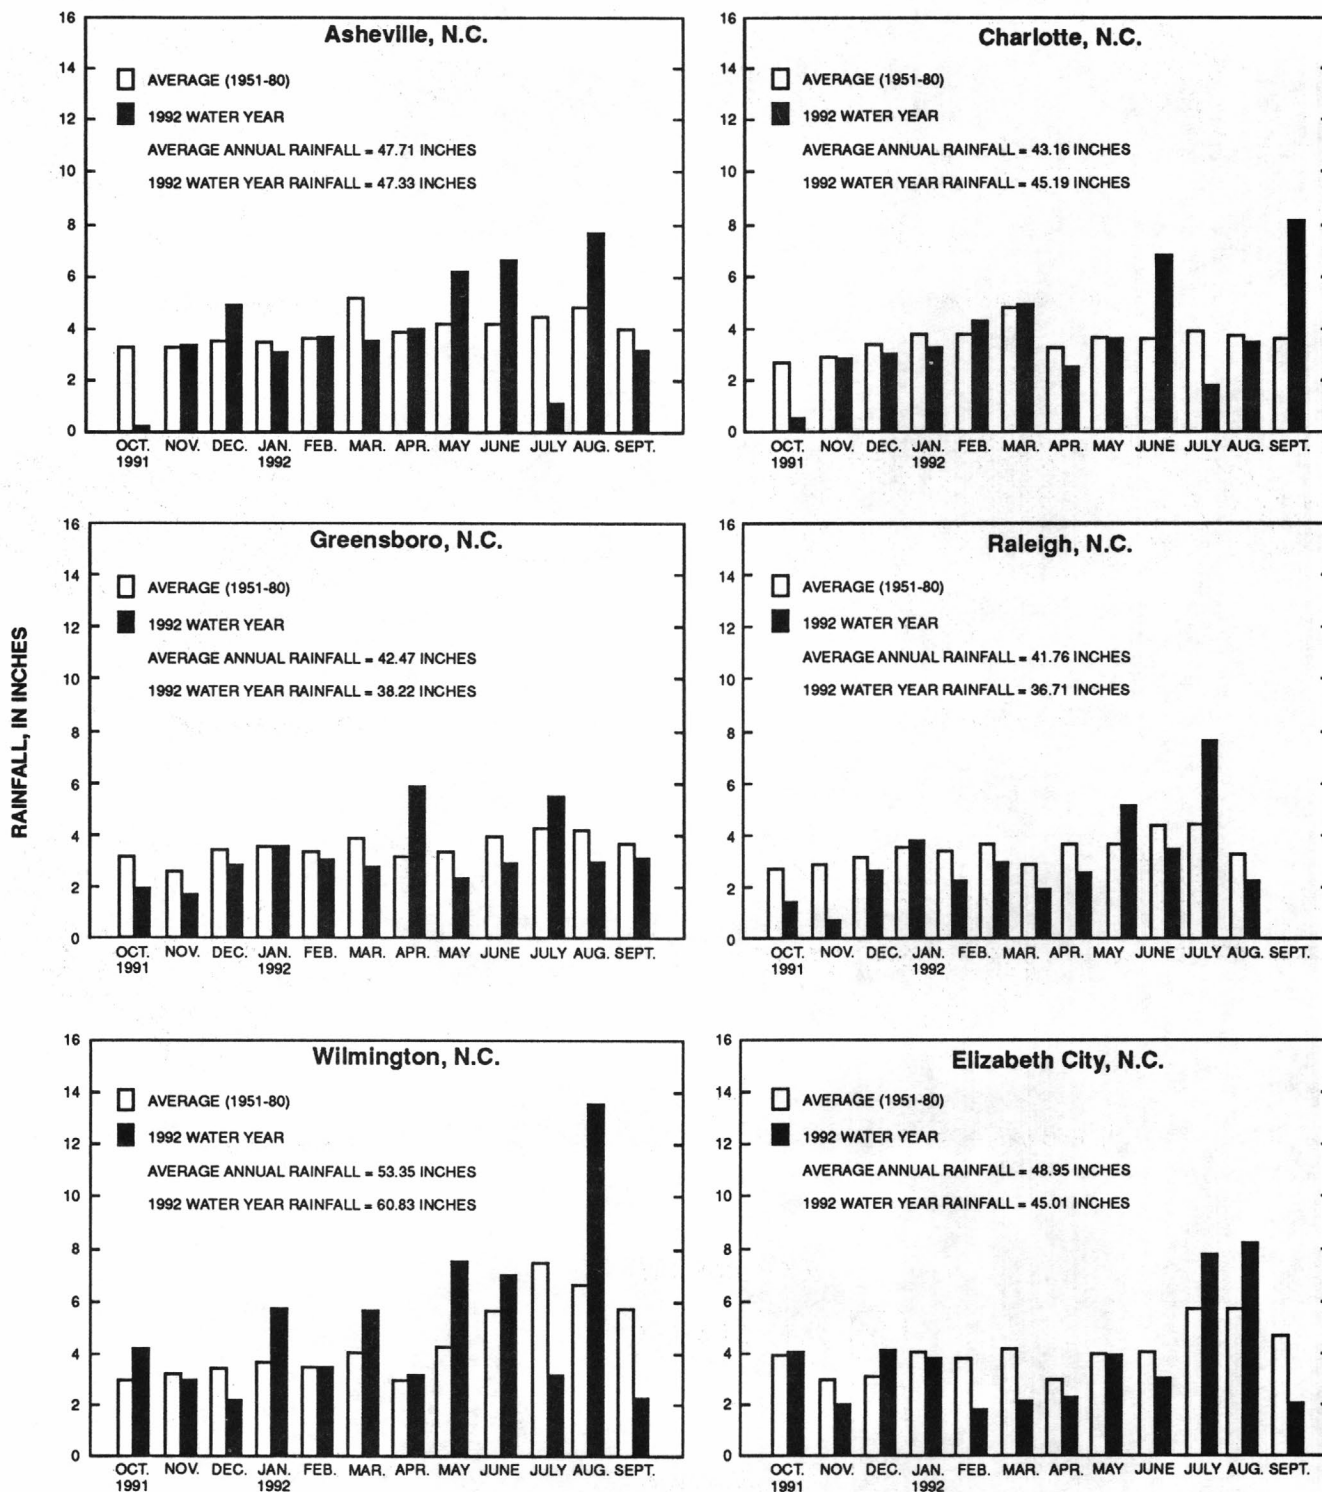 RAINFALL, IN INCHES
Asheville, N.C.
AVERAGE (1951-80)
1992 WATER YEAR
AVERAGE ANNUAL RAINFALL = 47.71 INCHES
1992 WATER YEAR RAINFALL = 47.33 INCHES
16
14
12
10
8
6
4
2
0
OCT. NOV. DEC. JAN. FEB. MAR. APR. MAY JUNE JULY AUG. SEPT.
1991 1992
Charlotte, N.C.
AVERAGE (1951-80)
1992 WATER YEAR
AVERAGE ANNUAL RAINFALL = 43.16 INCHES
1992 WATER YEAR RAINFALL = 45.19 INCHES
16
14
12
10
8
6
4
2
0
OCT. NOV. DEC. JAN. FEB. MAR. APR. MAY JUNE JULY AUG. SEPT.
1991 1992
Greensboro, N.C.
AVERAGE (1951-80)
1992 WATER YEAR
AVERAGE ANNUAL RAINFALL = 42.47 INCHES
1992 WATER YEAR RAINFALL = 38.22 INCHES
16
14
12
10
8
6
4
2
0
OCT. NOV. DEC. JAN. FEB. MAR. APR. MAY JUNE JULY AUG. SEPT.
1991 1992
Raleigh, N.C.
AVERAGE (1951-80)
1992 WATER YEAR
AVERAGE ANNUAL RAINFALL = 41.76 INCHES
1992 WATER YEAR RAINFALL = 36.71 INCHES
16
14
12
10
8
6
4
2
0
OCT. NOV. DEC. JAN. FEB. MAR. APR. MAY JUNE JULY AUG. SEPT.
1991 1992
Wilmington, N.C.
AVERAGE (1951-80)
1992 WATER YEAR
AVERAGE ANNUAL RAINFALL = 53.35 INCHES
1992 WATER YEAR RAINFALL = 60.83 INCHES
16
14
12
10
8
6
4
2
0
OCT. NOV. DEC. JAN. FEB. MAR. APR. MAY JUNE JULY AUG. SEPT.
1991 1992
Elizabeth City, N.C.
AVERAGE (1951-80)
1992 WATER YEAR
AVERAGE ANNUAL RAINFALL = 48.95 INCHES
1992 WATER YEAR RAINFALL = 45.01 INCHES
16
14
12
10
8
6
4
2
0
OCT. NOV. DEC. JAN. FEB. MAR. APR. MAY JUNE JULY AUG. SEPT.
1991 1992